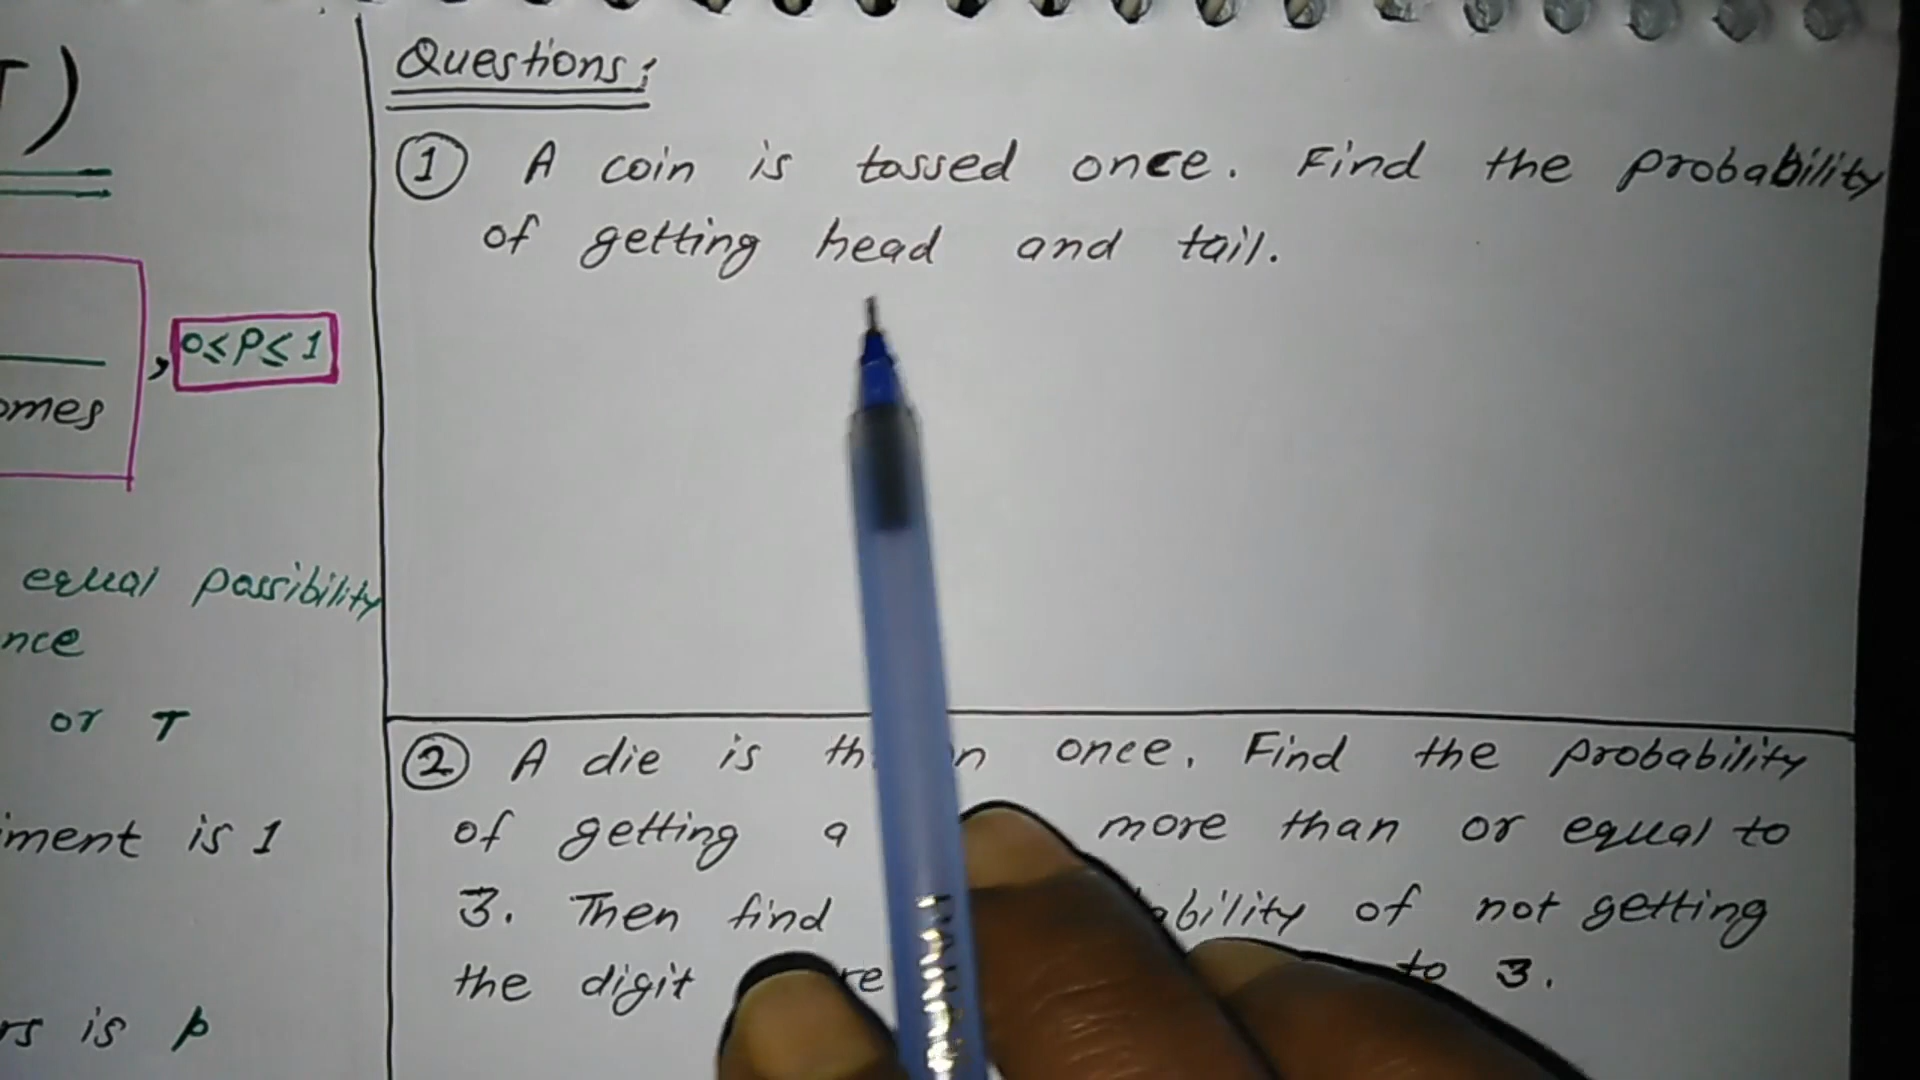 T)
0≤P≤1
omes
equal possibility
nce
or T
iment is 1
rs is p
Questions:
① A coin is tossed once. Find the probability
of getting head and tail.
② A die is once. Find the probability
of getting a more than or equal to
3. Then find bility of not getting
the digit re to 3.